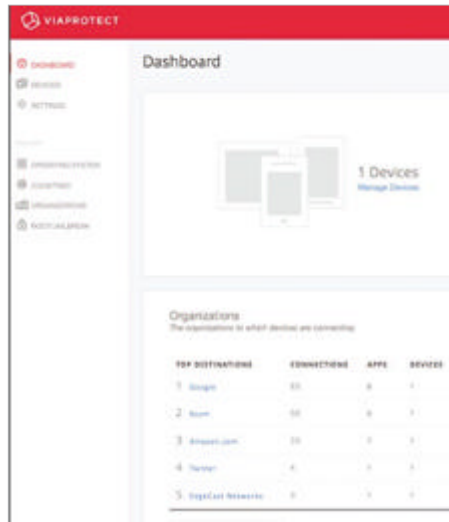 VIAPROTECT
DASHBOARD
DEVICES
SETTINGS
OPERATING SYSTEM
COUNTRIES
ORGANIZATIONS
ROOT/JAILBREAK
Dashboard
1 Devices
Manage Devices
Organizations
The organizations to which devices are connecting
TOP DISTINATIONS CONNECTIONS APPS DEVICES
1 Google
2
3 Amazon.com
4 Twitter
5 EdgeCast Networks